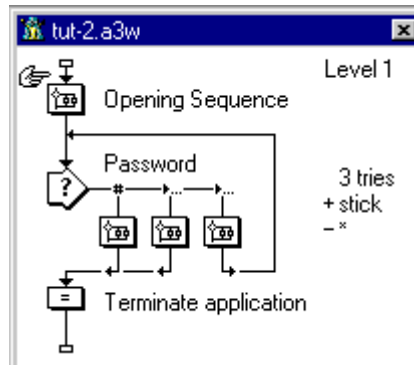 tut-2.a3w
Level 1
Opening Sequence
Password
?
#
...
...
3 tries
+ stick
- *
=
Terminate application